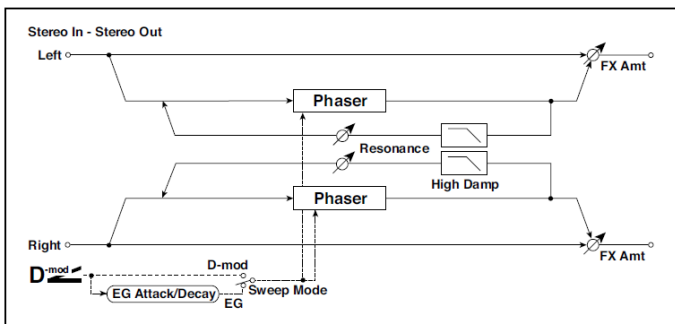 Stereo In - Stereo Out
Left
FX Amt
Phaser
Resonance
High Damp
Phaser
Right
FX Amt
D-mod
D-mod
EG Attack/Decay
EG
Sweep Mode